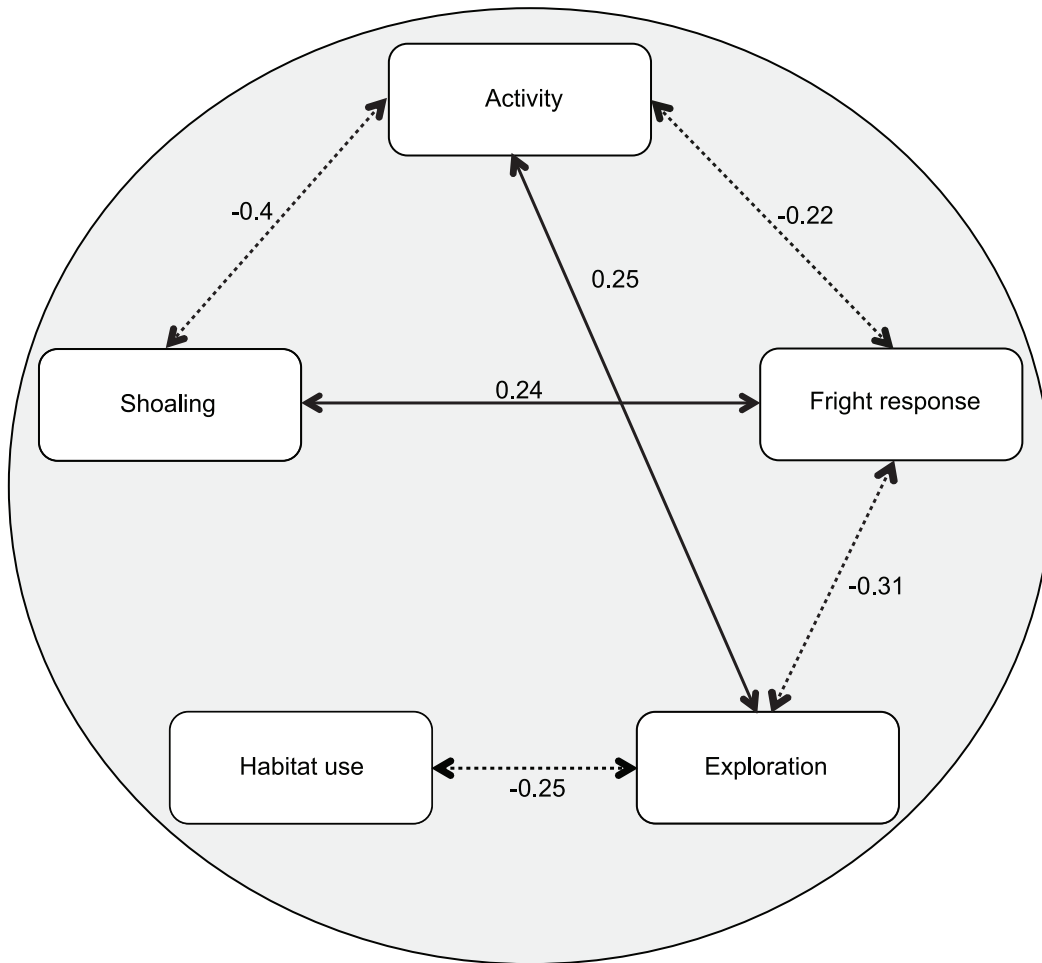 Activity
-0.4
-0.22
0.25
Shoaling
0.24
Fright response
-0.31
Habitat use
-0.25
Exploration